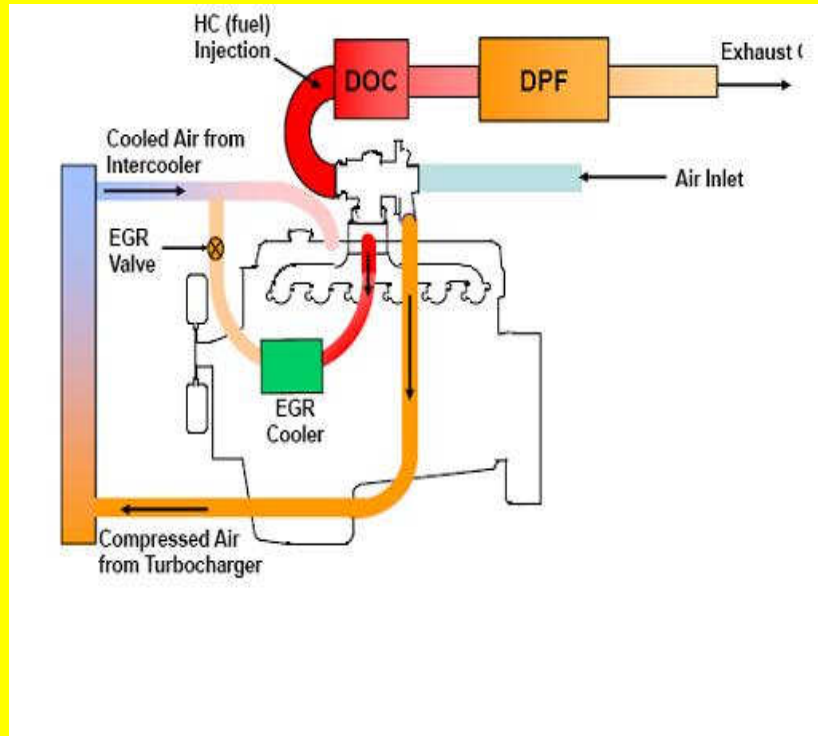 HC (fuel)
Injection
DOC
DPF
Exhaust
Cooled Air from
Intercooler
Air Inlet
EGR
Valve
EGR
Cooler
Compressed Air
from Turbocharger